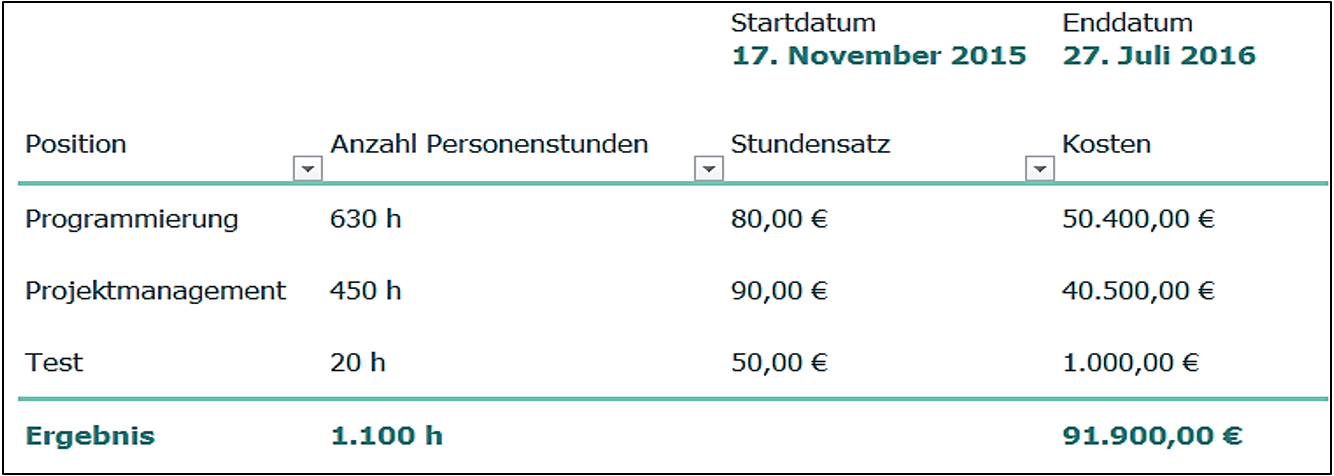 Startdatum Enddatum
17. November 2015 27. Juli 2016
Position Anzahl Personenstunden Stundensatz Kosten
Programmierung 630 h 80,00 € 50.400,00 €
Projektmanagement 450 h 90,00 € 40.500,00 €
Test 20 h 50,00 € 1.000,00 €
Ergebnis 1.100 h 91.900,00 €